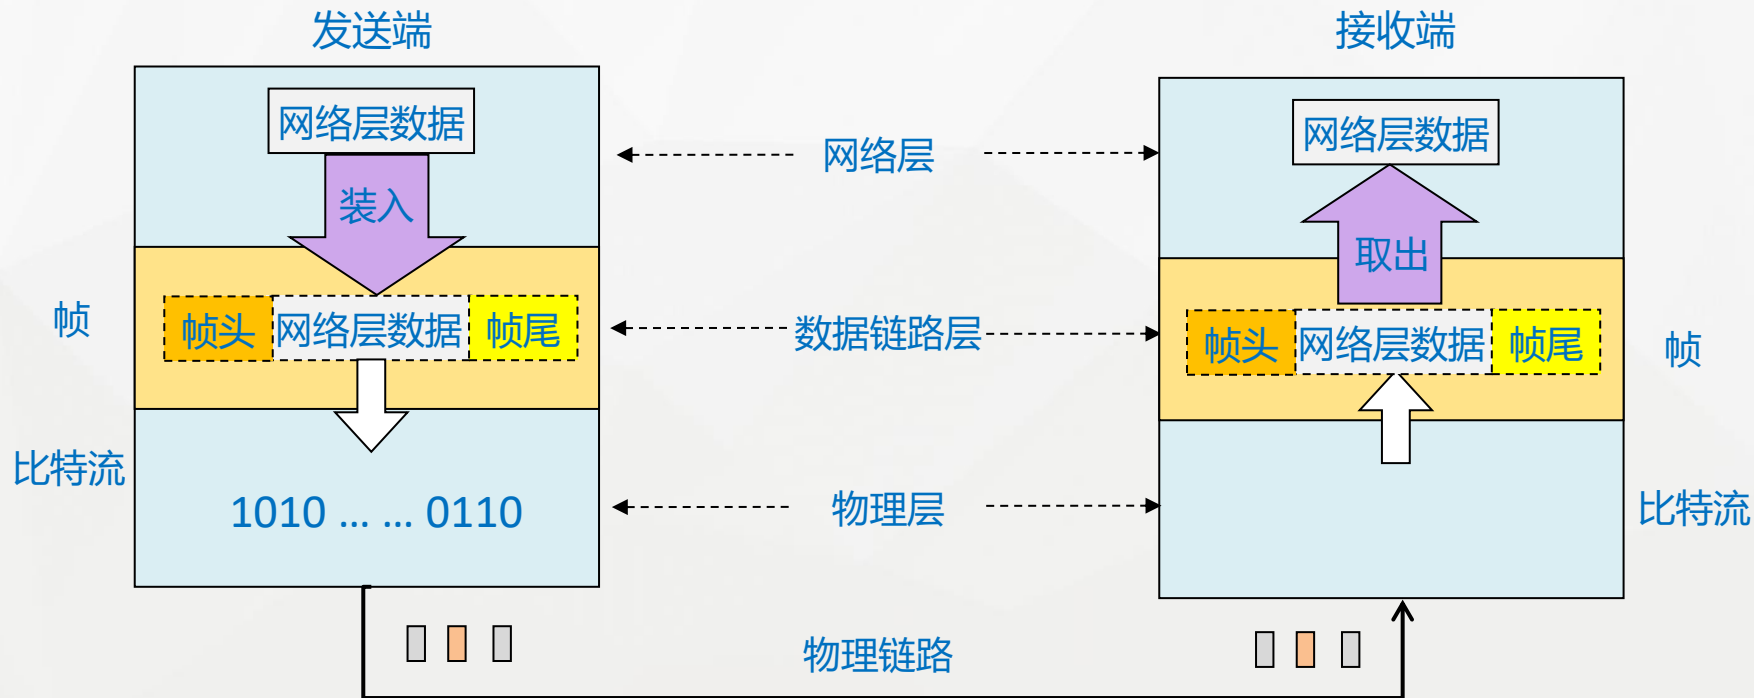 发送端
接收端
网络层数据
网络层数据
网络层
装入
取出
帧
帧头 网络层数据 帧尾
数据链路层
帧头 网络层数据 帧尾
帧
比特流
1010 ... ... 0110
物理层
比特流
物理链路